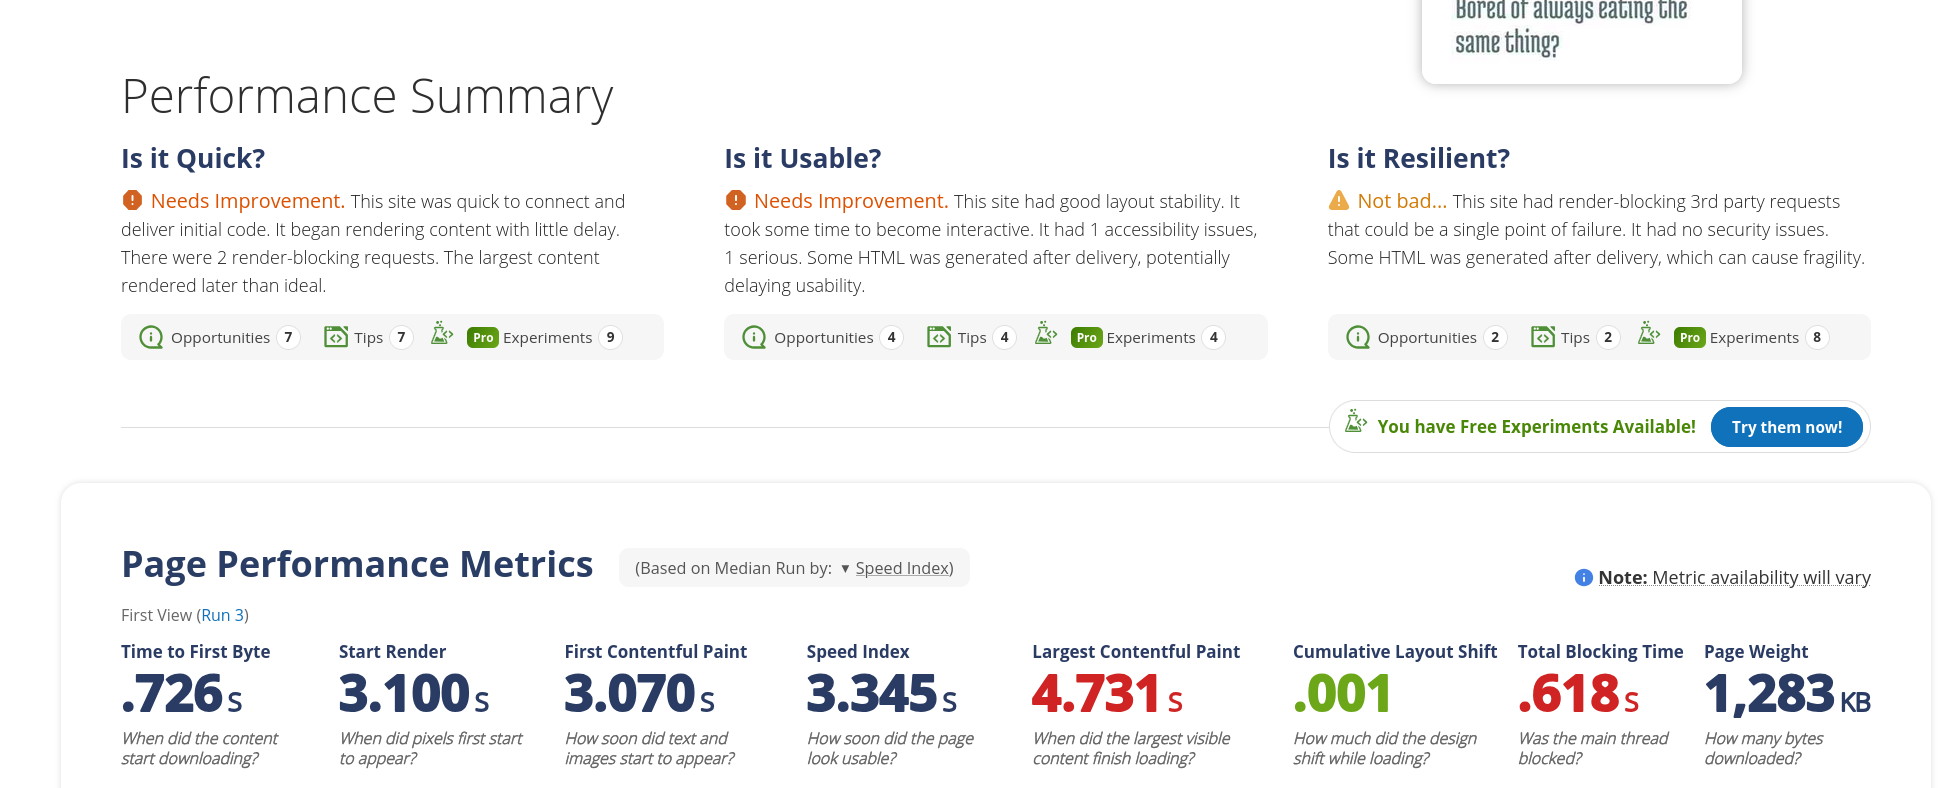 Bored of always eating the
same thing?
Performance Summary
Is it Quick?
Needs Improvement. This site was quick to connect and
deliver initial code. It began rendering content with little delay.
There were 2 render-blocking requests. The largest content
rendered later than ideal.
Opportunities 7 Tips 7 Pro Experiments 9
Is it Usable?
Needs Improvement. This site had good layout stability. It
took some time to become interactive. It had 1 accessibility issues,
1 serious. Some HTML was generated after delivery, potentially
delaying usability.
Opportunities 4 Tips 4 Pro Experiments 4
Is it Resilient?
Not bad... This site had render-blocking 3rd party requests
that could be a single point of failure. It had no security issues.
Some HTML was generated after delivery, which can cause fragility.
Opportunities 2 Tips 2 Pro Experiments 8
You have Free Experiments Available! Try them now!
Page Performance Metrics (Based on Median Run by: ▾ Speed Index)
Note: Metric availability will vary
First View (Run 3)
Time to First Byte
.726 S
When did the content
start downloading?
Start Render
3.100 S
When did pixels first start
to appear?
First Contentful Paint
3.070 S
How soon did text and
images start to appear?
Speed Index
3.345 S
How soon did the page
look usable?
Largest Contentful Paint
4.731 S
When did the largest visible
content finish loading?
Cumulative Layout Shift
.001
How much did the design
shift while loading?
Total Blocking Time
.618 S
Was the main thread
blocked?
Page Weight
1,283 KB
How many bytes
downloaded?